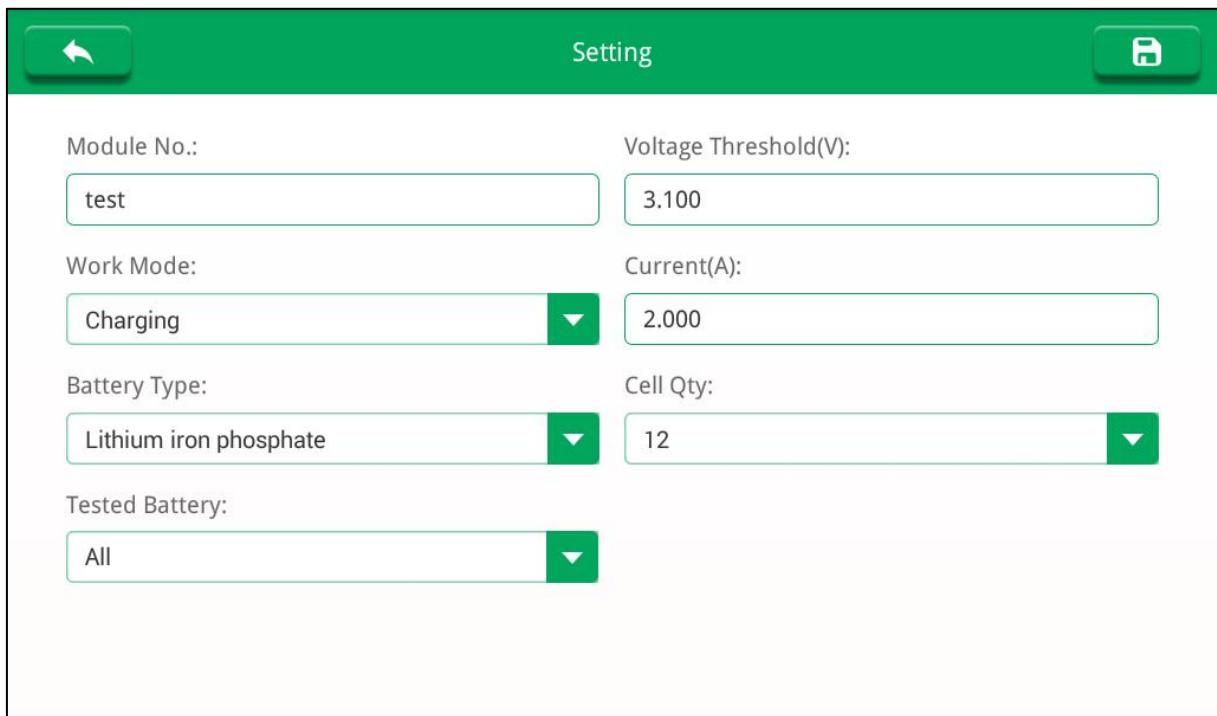 Setting
Module No.:
test
Voltage Threshold(V):
3.100
Work Mode:
Charging
Current(A):
2.000
Battery Type:
Lithium iron phosphate
Cell Qty:
12
Tested Battery:
All